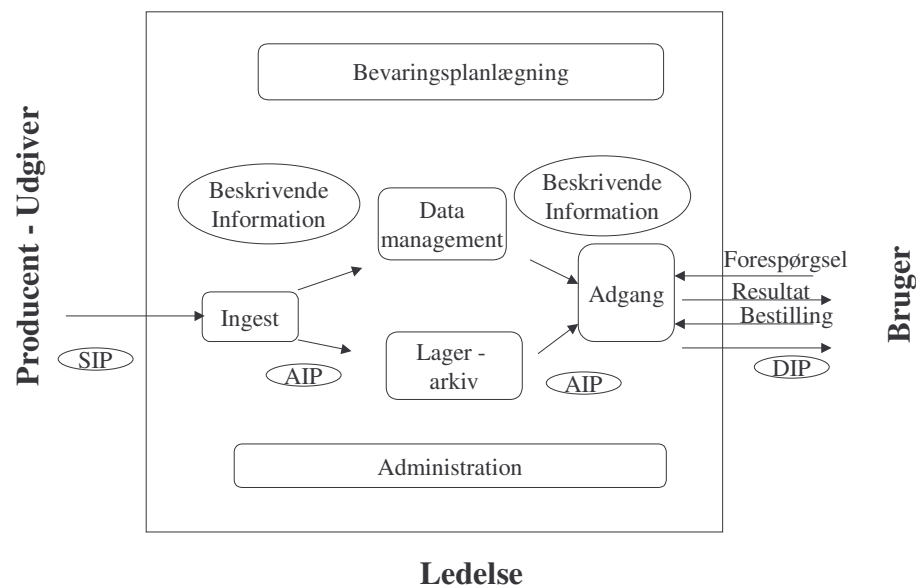 Bevaringsplanlægning
Producent - Udgiver
Beskrivende
Information
Data
management
Beskrivende
Information
Forespørgsel
Resultat
Bestilling
Bruger
Ingest
Adgang
SIP
AIP
Lager -
arkiv
AIP
DIP
Administration
Ledelse